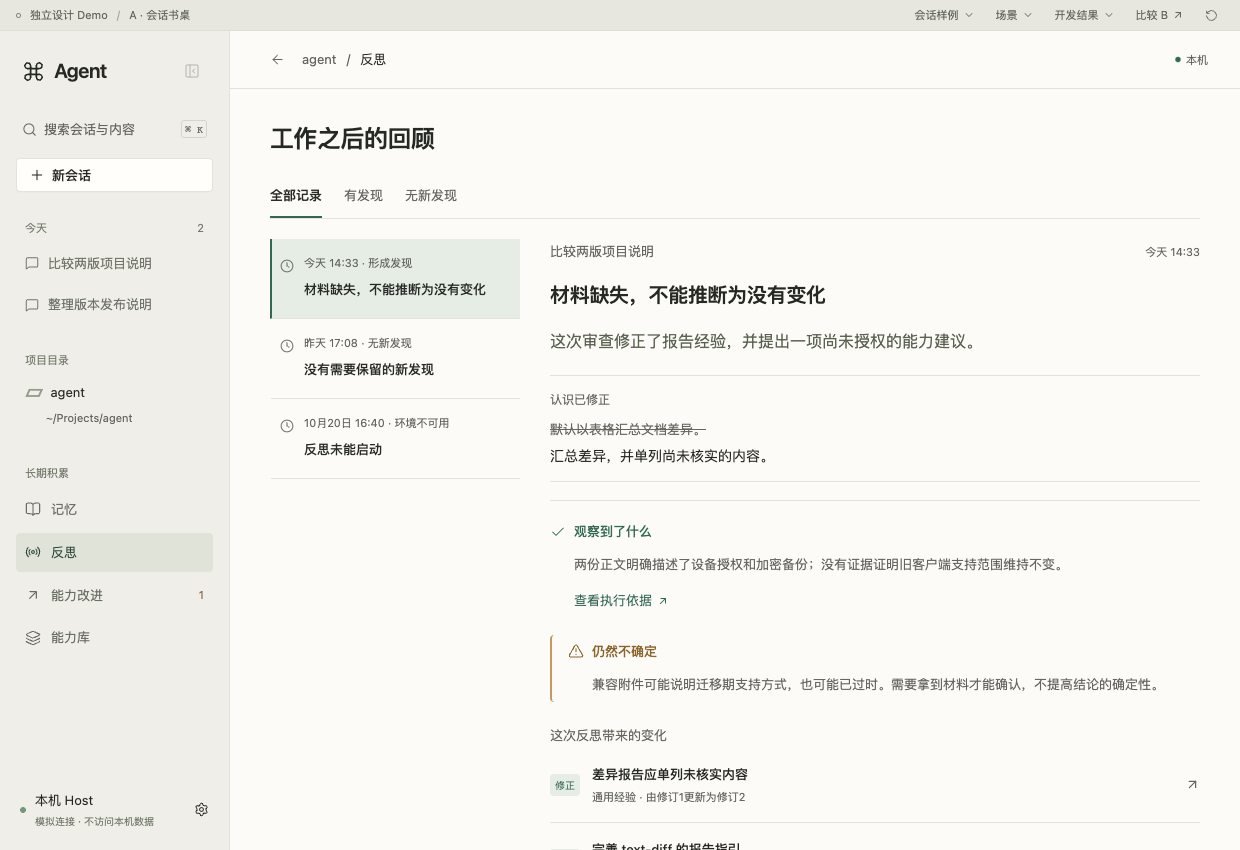 独立设计 Demo / A · 会话书桌
会话样例
场景
开发结果
比较 B
Agent
搜索会话与内容
⌘ K
新会话
今天 2
比较两版项目说明
整理版本发布说明
项目目录
agent
~/Projects/agent
长期积累
记忆
反思
能力改进 1
能力库
本机 Host
模拟连接 · 不访问本机数据
agent / 反思
本机
工作之后的回顾
全部记录
有发现
无新发现
今天 14:33 · 形成发现
材料缺失，不能推断为没有变化
昨天 17:08 · 无新发现
没有需要保留的新发现
10月20日 16:40 · 环境不可用
反思未能启动
比较两版项目说明
今天 14:33
材料缺失，不能推断为没有变化
这次审查修正了报告经验，并提出一项尚未授权的能力建议。
认识已修正
默认以表格汇总文档差异。
汇总差异，并单列尚未核实的内容。
观察到了什么
两份正文明确描述了设备授权和加密备份；没有证据证明旧客户端支持范围维持不变。
查看执行依据
仍然不确定
兼容附件可能说明迁移期支持方式，也可能已过时。需要拿到材料才能确认，不提高结论的确定性。
这次反思带来的变化
修正
差异报告应单列未核实内容
通用经验 · 由修订1更新为修订2
完善 text-diff 的报告指引